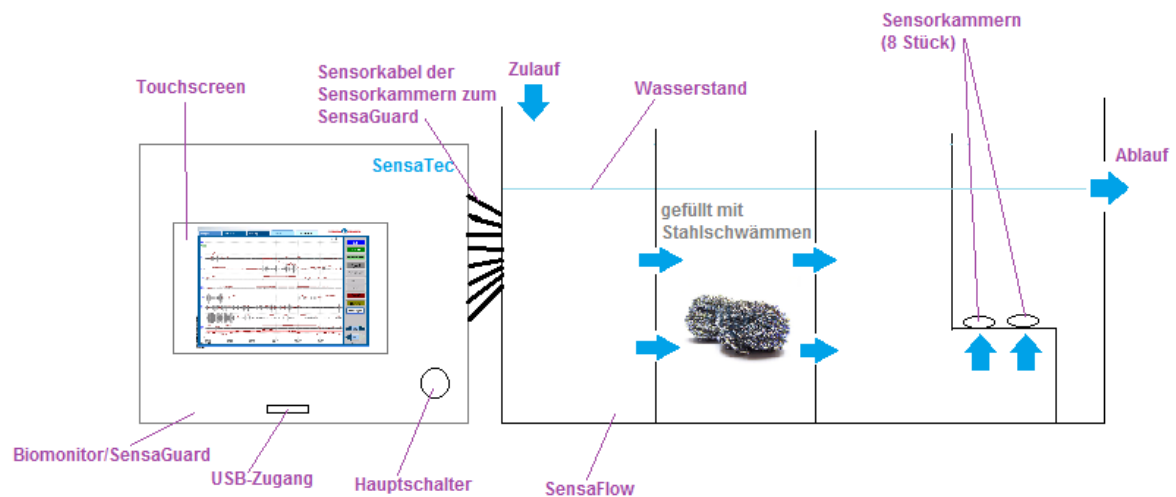 Sensorkammern
(8 Stück)
Zulauf
Sensorkabel der
Sensorkammern zum
SensaGuard
Touchscreen
Wasserstand
Ablauf
SensaTec
gefüllt mit
Stahlschwämmen
Biomonitor/SensaGuard
USB-Zugang
Hauptschalter
SensaFlow